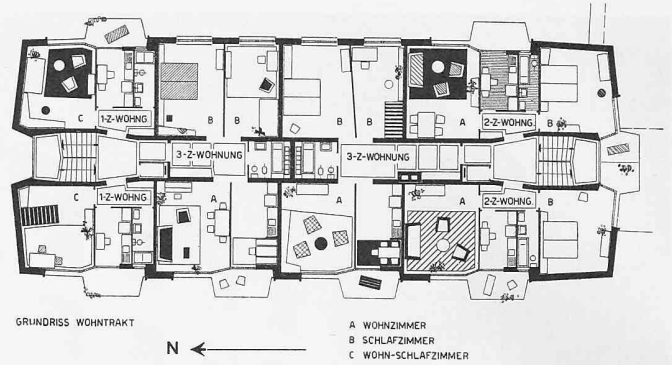 C
B
B
A
B
1-Z-WOHNG.
2-Z-WOHNG.
3-Z-WOHNUNG
3-Z-WOHNUNG
C
1-Z-WOHNG.
A
A
A
2-Z-WOHNG.
B
GRUNDRISS WOHNTRAKT
N
A WOHNZIMMER
B SCHLAFZIMMER
C WOHN-SCHLAFZIMMER